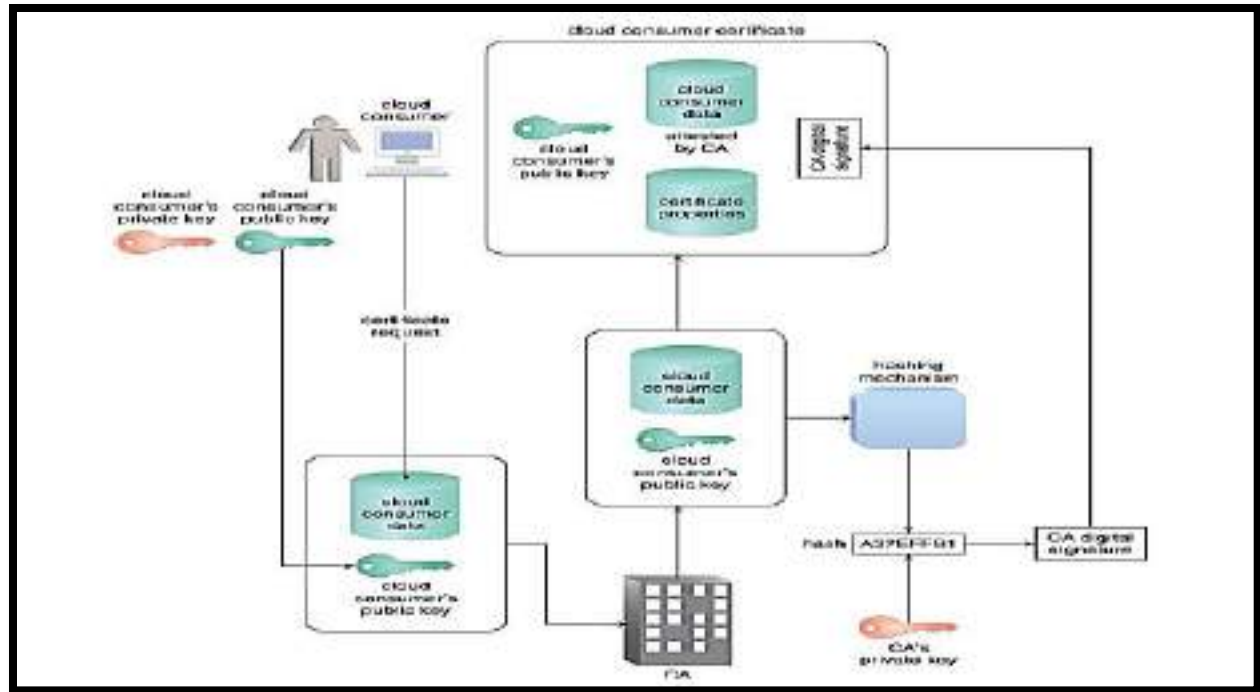 cloud consumer certificate
cloud
consumer
data
attested
by CA
cloud
consumer's
public key
certificate
properties
CA digital
signature
cloud
consumer
cloud
consumer's
private key
cloud
consumer's
public key
certificate
request
cloud
consumer
data
cloud
consumer's
public key
hashing
mechanism
cloud
consumer
data
cloud
consumer's
public key
hash
CA digital
signature
CA's
private key
CA